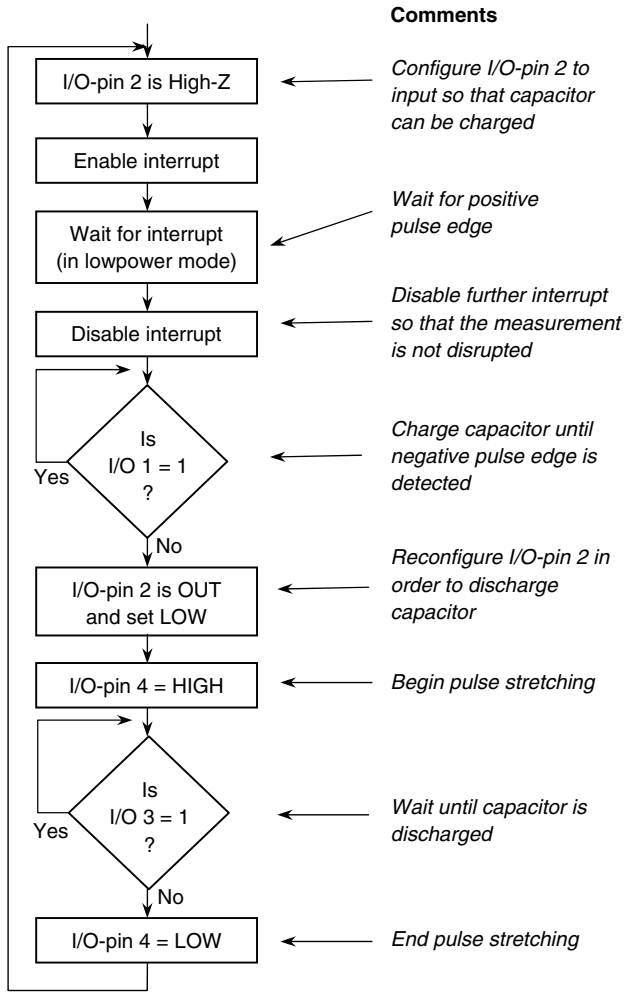 Comments
I/O-pin 2 is High-Z
Configure I/O-pin 2 to
input so that capacitor
can be charged
Enable interrupt
Wait for interrupt
(in lowpower mode)
Wait for positive
pulse edge
Disable interrupt
Disable further interrupt
so that the measurement
is not disrupted
Is
I/O 1 = 1
?
Yes
No
Charge capacitor until
negative pulse edge is
detected
I/O-pin 2 is OUT
and set LOW
Reconfigure I/O-pin 2 in
order to discharge
capacitor
I/O-pin 4 = HIGH
Begin pulse stretching
Is
I/O 3 = 1
?
Yes
No
Wait until capacitor is
discharged
I/O-pin 4 = LOW
End pulse stretching